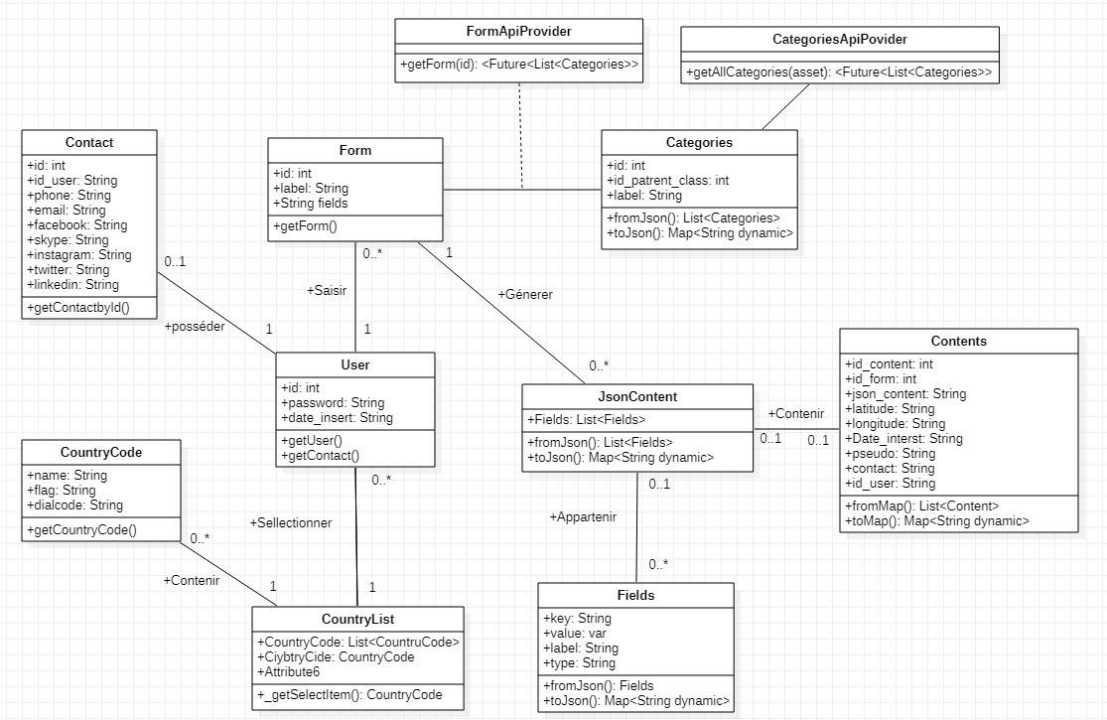 FormApiProvider
+getForm(id): <Future<List<Categories>>
CategoriesApiPovider
+getAllCategories(asset): <Future<List<Categories>>
Contact
+id: int
+id_user: String
+phone: String
+email: String
+facebook: String
+skype: String
+instagram: String
+twitter: String
+linkedin: String
+getContactbyId()
Form
+id: int
+label: String
+String fields
+getForm()
Categories
+id: int
+id_patrent_class: int
+label: String
+fromJson(): List<Categories>
+toJson(): Map<String dynamic>
0..1
+posséder
1
0..*
+Saisir
1
1
+Génerer
0..*
User
+id: int
+password: String
+date_insert: String
+getUser()
+getContact()
JsonContent
+Fields: List<Fields>
+fromJson(): List<Fields>
+toJson(): Map<String dynamic>
+Contenir
0..1
0..1
Contents
+id_content: int
+id_form: int
+json_content: String
+latitude: String
+longitude: String
+Date_interst: String
+pseudo: String
+contact: String
+id_user: String
+fromMap(): List<Content>
+toMap(): Map<String dynamic>
CountryCode
+name: String
+flag: String
+dialcode: String
+getCountryCode()
0..*
+Contenir
1
0..*
+Sellectionner
1
0..1
+Appartenir
0..*
CountryList
+CountryCode: List<CountruCode>
+CiybtryCide: CountryCode
+Attribute6
+_getSelectItem(): CountryCode
Fields
+key: String
+value: var
+label: String
+type: String
+fromJson(): Fields
+toJson(): Map<String dynamic>